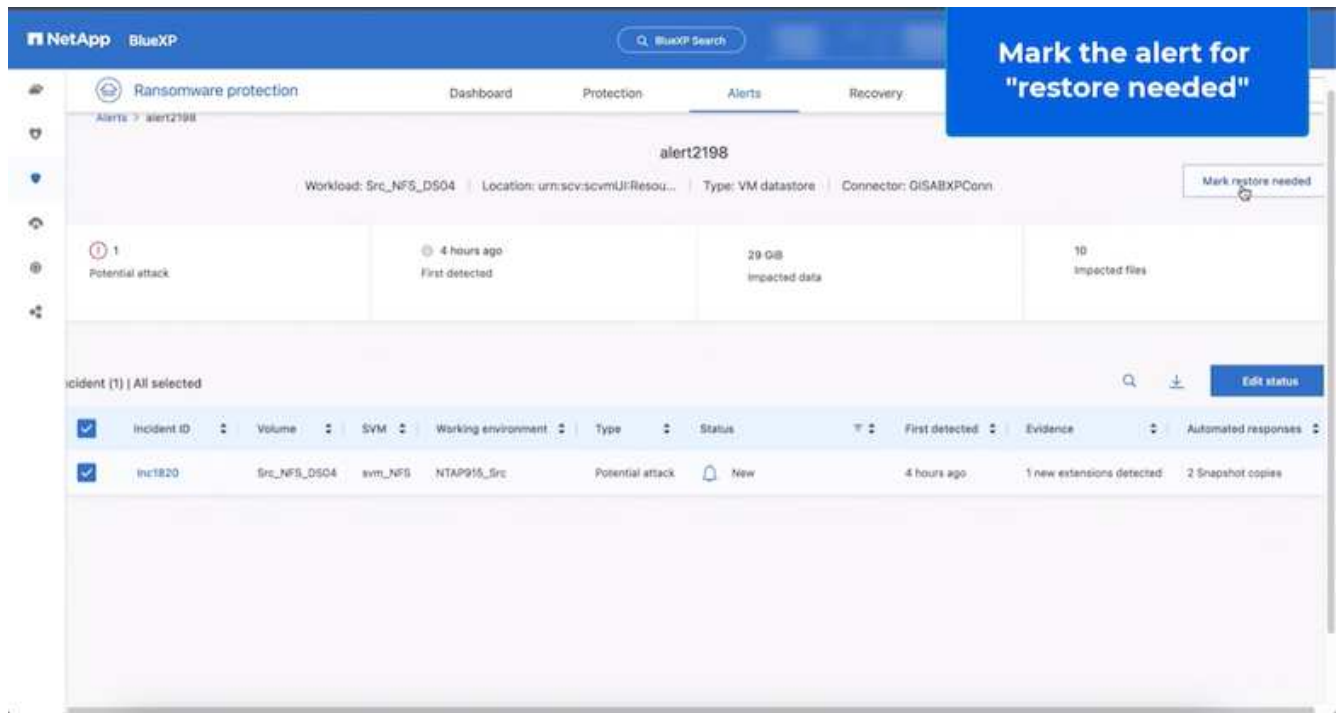 NetApp BlueXP
BlueXP Search
Mark the alert for
"restore needed"
Ransomware protection
Dashboard
Protection
Alerts
Recovery
Alerts > alert2198
alert2198
Workload: Src_NFS_DS04 | Location: urn:scv:scvmUI:Resou... | Type: VM datastore | Connector: GISABXPConn
Mark restore needed
1
Potential attack
4 hours ago
First detected
29 GiB
Impacted data
10
Impacted files
ncident (1) | All selected
Edit status
Incident ID Volume SVM Working environment Type Status First detected Evidence Automated responses
Inc1820 Src_NFS_DS04 svm_NFS NTAP915_Src Potential attack New 4 hours ago 1 new extensions detected 2 Snapshot copies